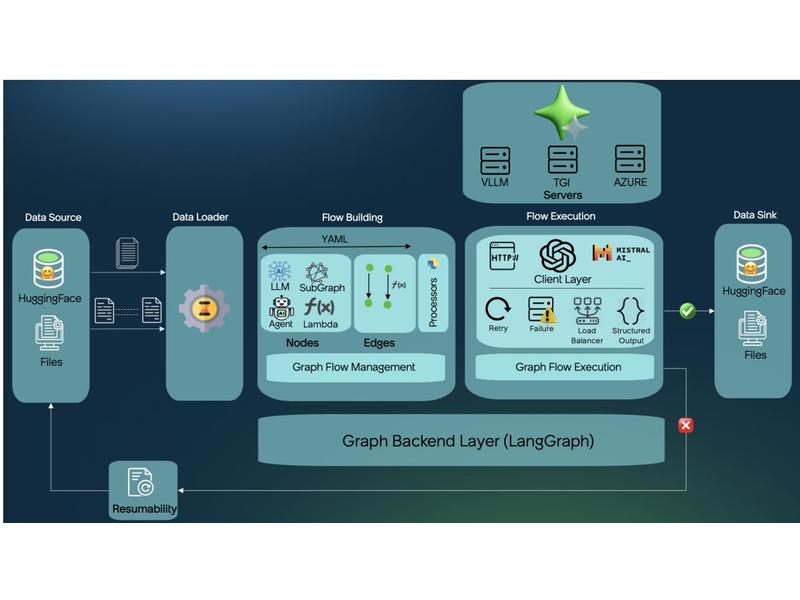 VLLM
TGI
AZURE
Servers
Data Source
Data Loader
Flow Building
Flow Execution
Data Sink
YAML
HuggingFace
Files
AI
LLM
SubGraph
AI
Agent
f(x)
Lambda
f(x)
Processors
Nodes
Edges
Graph Flow Management
HTTP://
MISTRAL
AI_
Client Layer
Retry
Failure
Load
Balancer
{}
Structured
Output
Graph Flow Execution
HuggingFace
Files
Graph Backend Layer (LangGraph)
Resumability